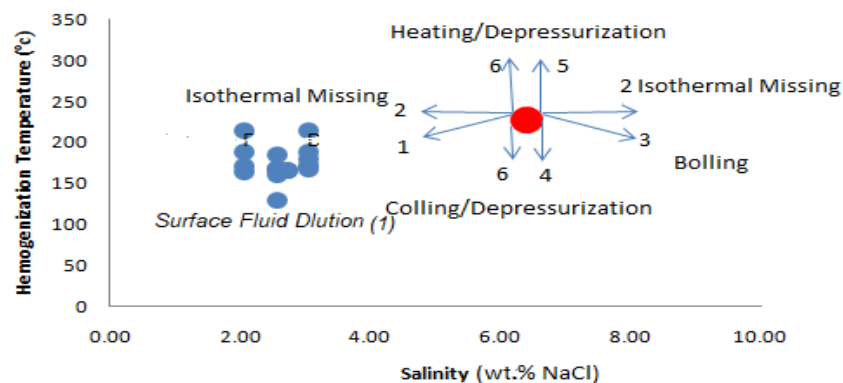 350
300
250
200
150
100
50
0
Hemogenization Temperature (°c)
Heating/Depressurization
6
5
Isothermal Missing
2
2 Isothermal Missing
1
3
Bolling
6
4
Colling/Depressurization
Surface Fluid Dlution (1)
0.00
2.00
4.00
6.00
8.00
10.00
Salinity (wt.% NaCl)